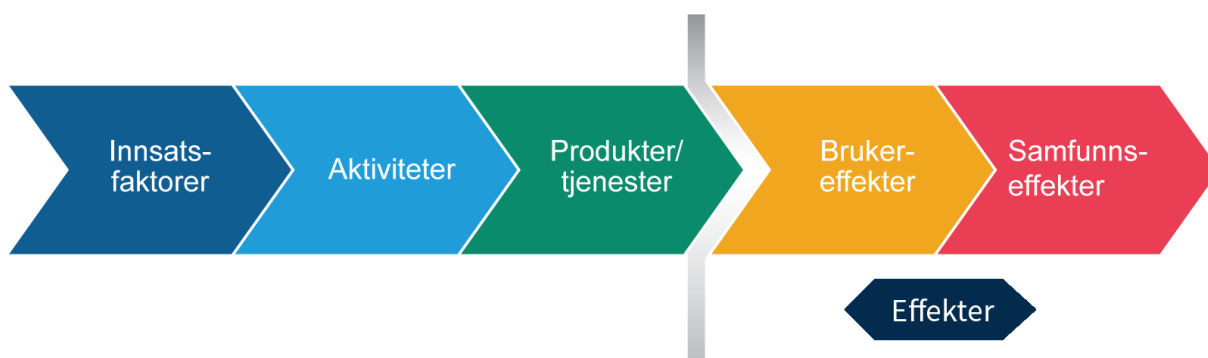 Innsats-
faktorer
Aktiviteter
Produkter/
tjenester
Bruker-
effekter
Samfunns-
effekter
Effekter